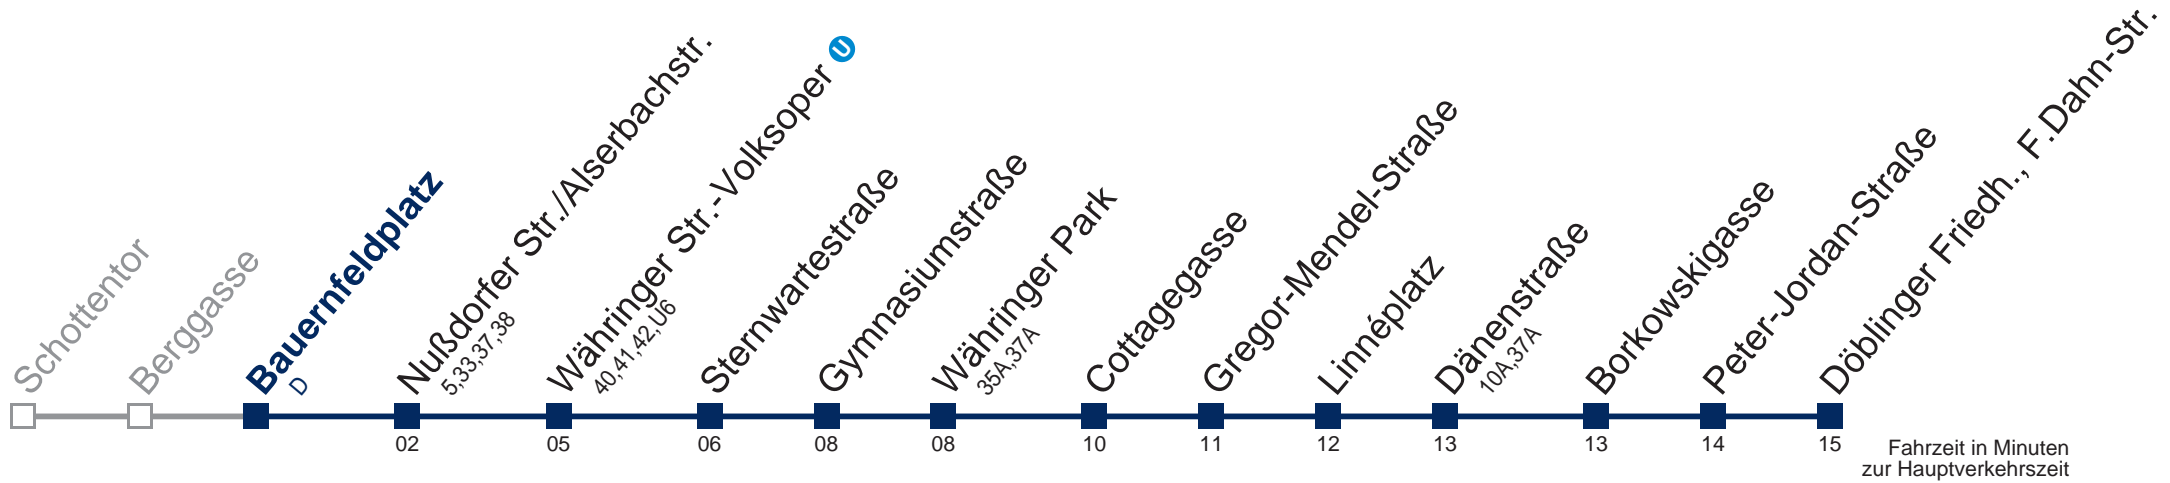 Schottentor
Berggasse
Bauernfeldplatz
D
Nußdorfer Str./Alserbachstr.
5,33,37,38
Währinger Str.-Volksoper U
40,41,42,U6
Sternwartestraße
Gymnasiumstraße
Währinger Park
35A,37A
Cottagegasse
Gregor-Mendel-Straße
Linnéplatz
Dänenstraße
10A,37A
Borkowskigasse
Peter-Jordan-Straße
Döblinger Friedh., F.Dahn-Str.
02 05 06 08 08 10 11 12 13 13 14 15
Fahrzeit in Minuten
zur Hauptverkehrszeit